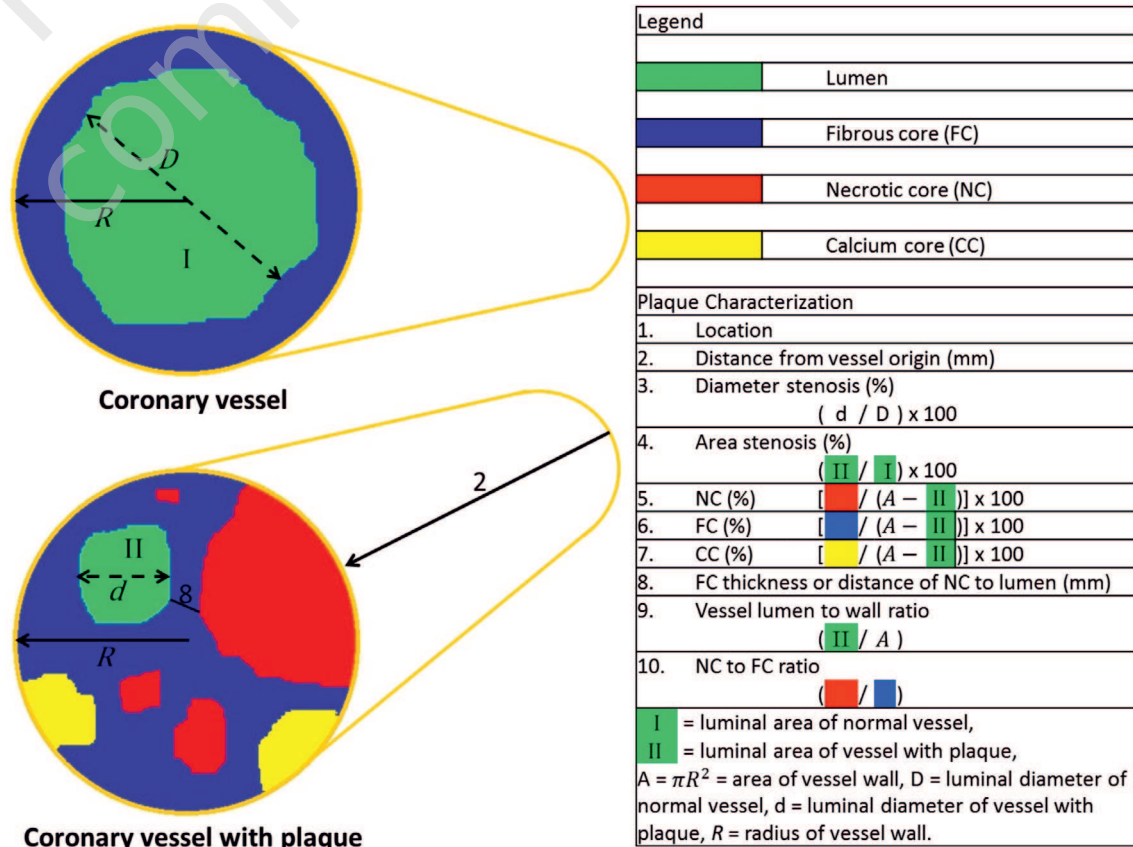 D
R
I
Coronary vessel
2
II
d
8
R
Coronary vessel with plaque
Legend
Lumen
Fibrous core (FC)
Necrotic core (NC)
Calcium core (CC)
Plaque Characterization
1. Location
2. Distance from vessel origin (mm)
3. Diameter stenosis (%)
( d / D ) x 100
4. Area stenosis (%)
( II / I ) x 100
5. NC (%) [ / (A − II )] x 100
6. FC (%) [ / (A − II )] x 100
7. CC (%) [ / (A − II )] x 100
8. FC thickness or distance of NC to lumen (mm)
9. Vessel lumen to wall ratio
( II / A )
10. NC to FC ratio
( / )
I = luminal area of normal vessel,
II = luminal area of vessel with plaque,
A = πR² = area of vessel wall, D = luminal diameter of
normal vessel, d = luminal diameter of vessel with
plaque, R = radius of vessel wall.